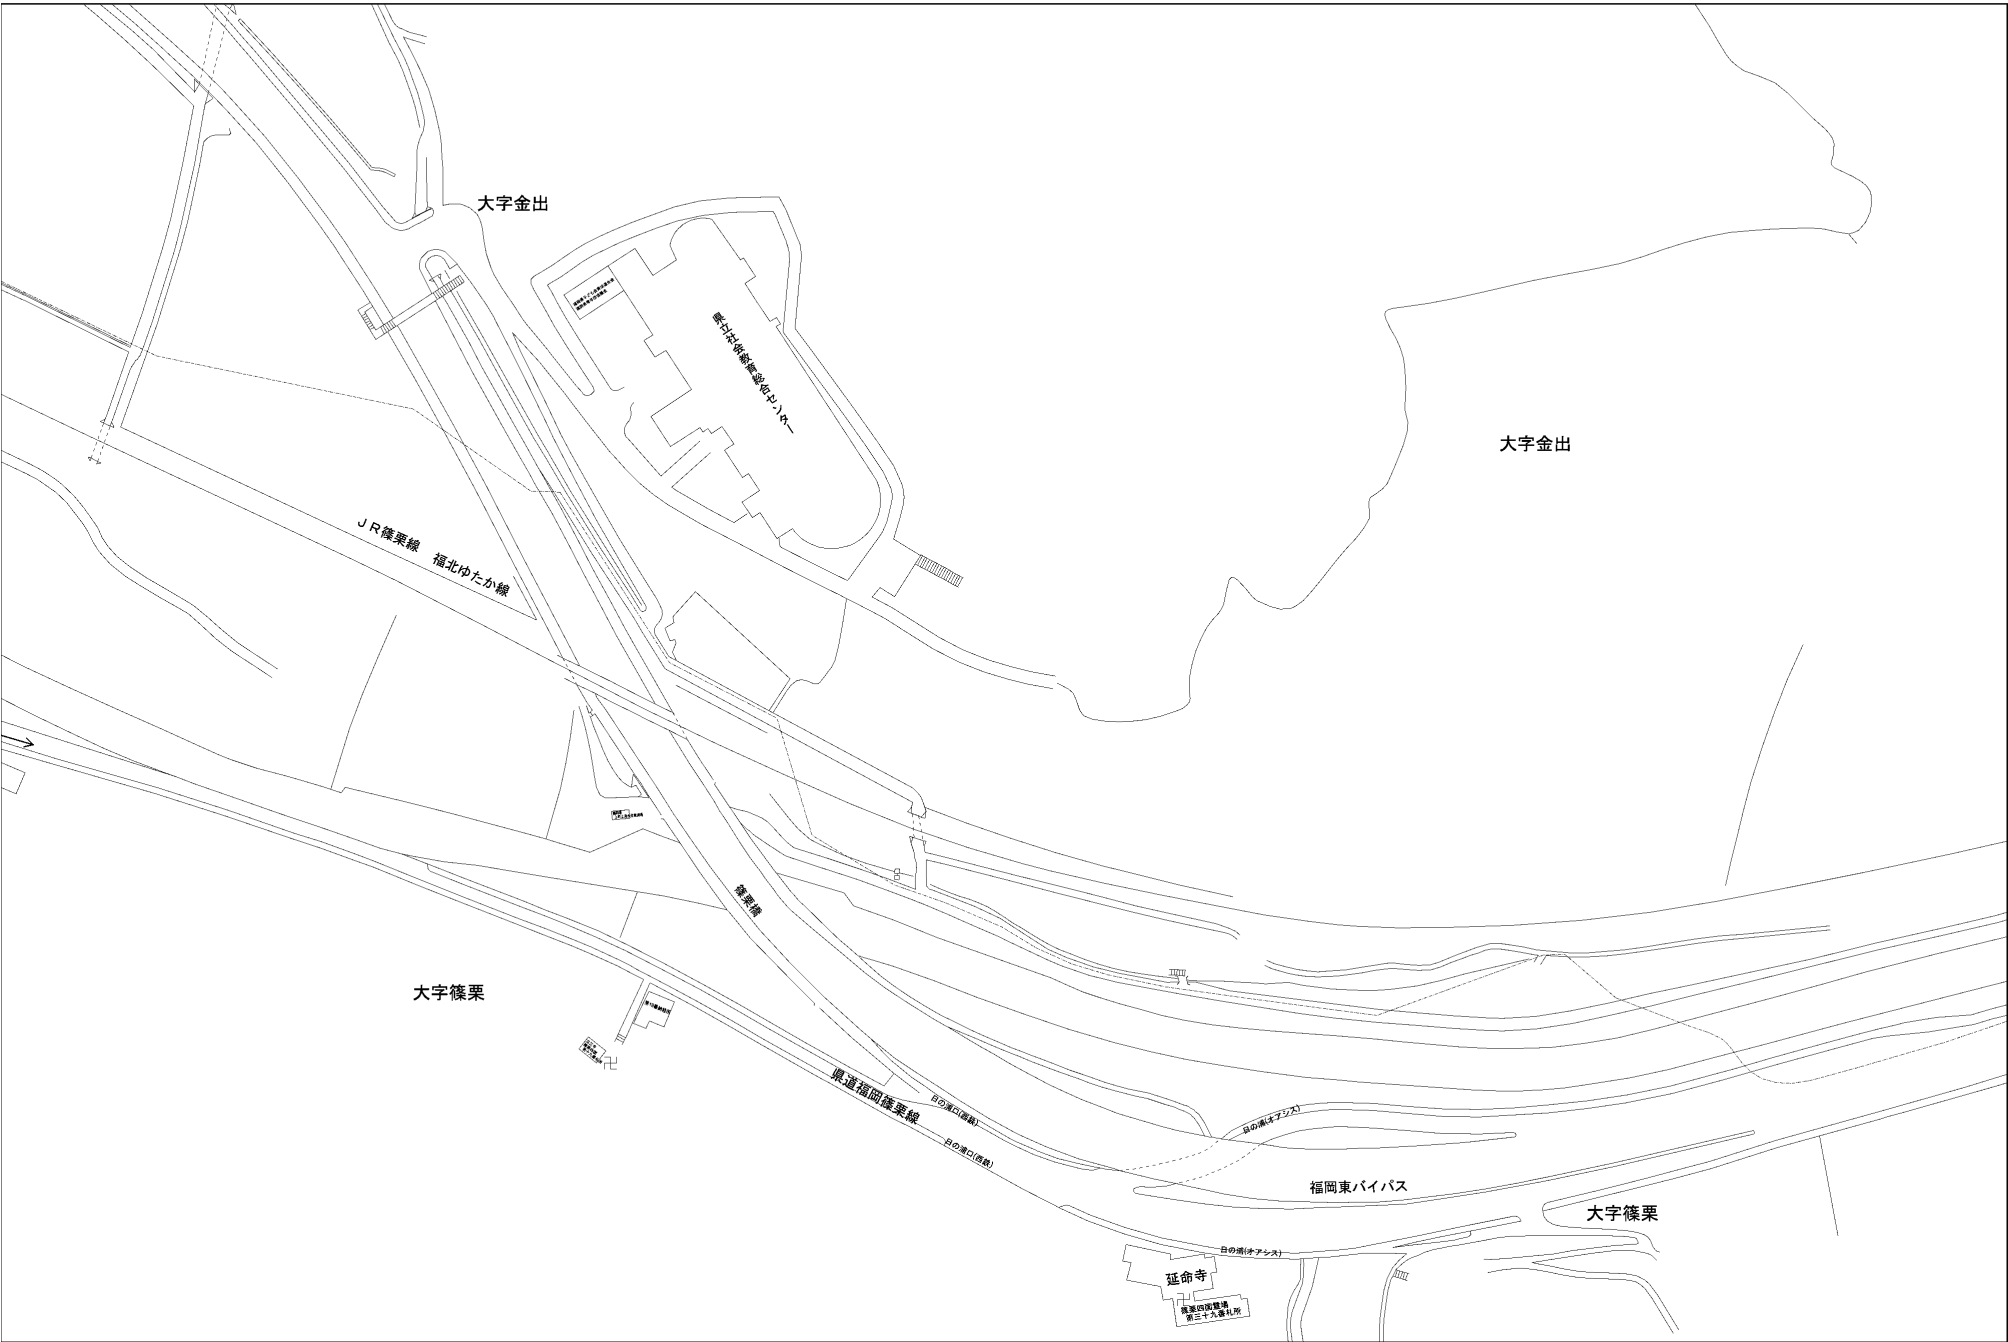 大字金出
県立社会教育総合センター
大字金出
JR篠栗線　福北ゆたか線
篠栗橋
大字篠栗
県道福岡篠栗線
日の浦口(西鉄)
日の浦口(西鉄)
日の浦(オアシス)
福岡東バイパス
大字篠栗
日の浦(オアシス)
延命寺
篠栗四国霊場
第三十九番札所